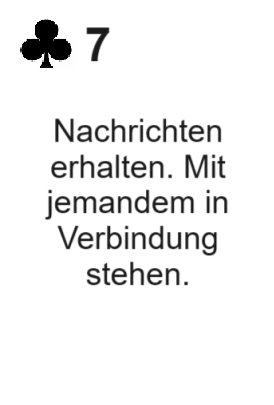 ♣ 7
Nachrichten
erhalten. Mit
jemandem in
Verbindung
stehen.